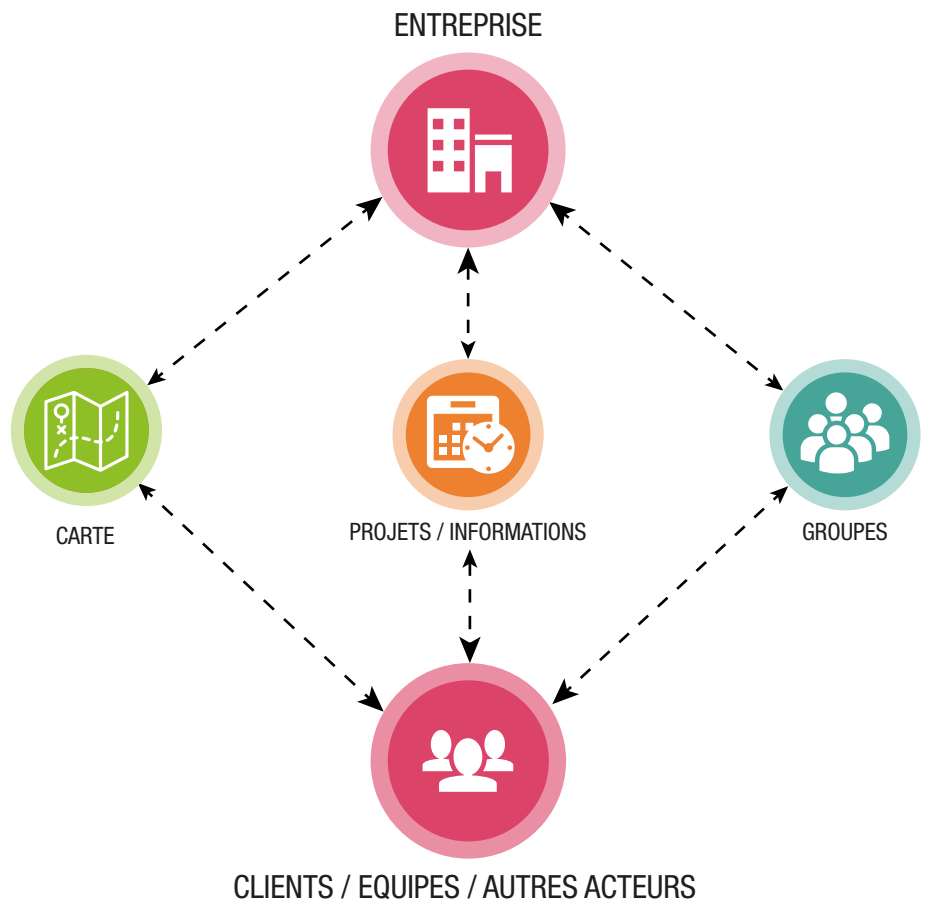 ENTREPRISE
CARTE
PROJETS / INFORMATIONS
GROUPES
CLIENTS / EQUIPES / AUTRES ACTEURS